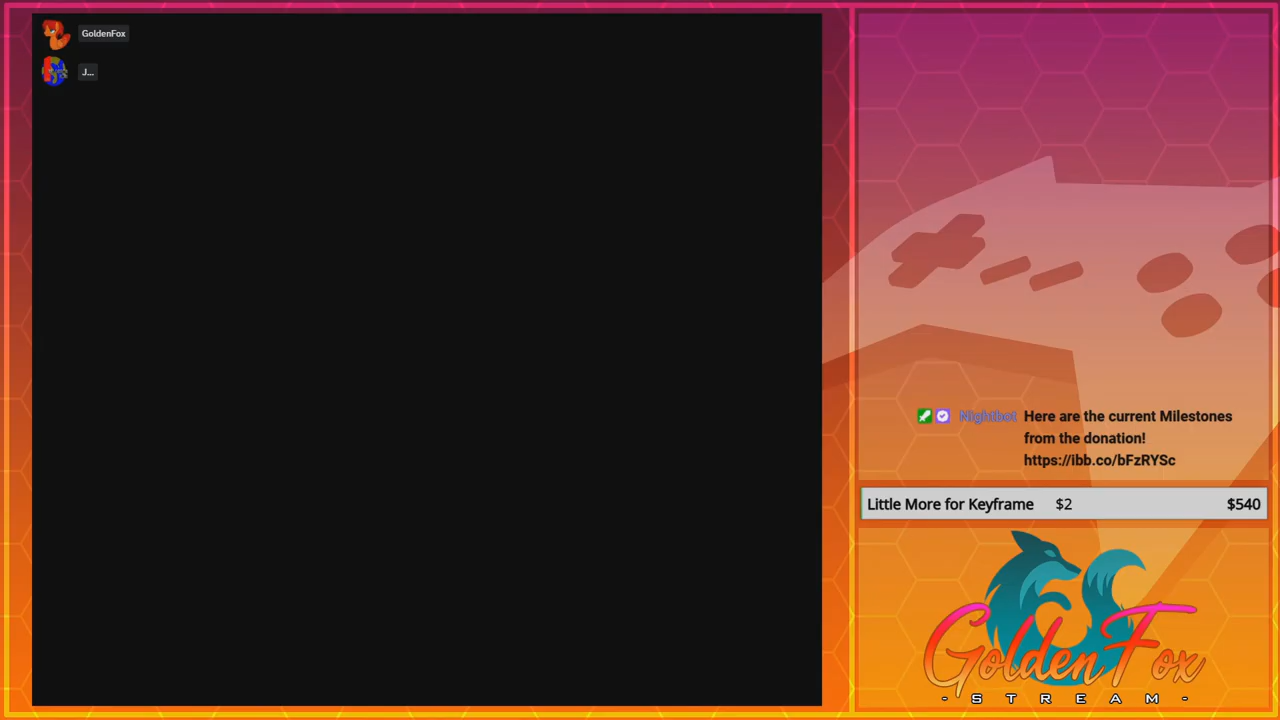 GoldenFox
J...
Nightbot Here are the current Milestones
from the donation!
https://ibb.co/bFzRYSc
Little More for Keyframe $2 $540
GoldenFox
- STREAM -